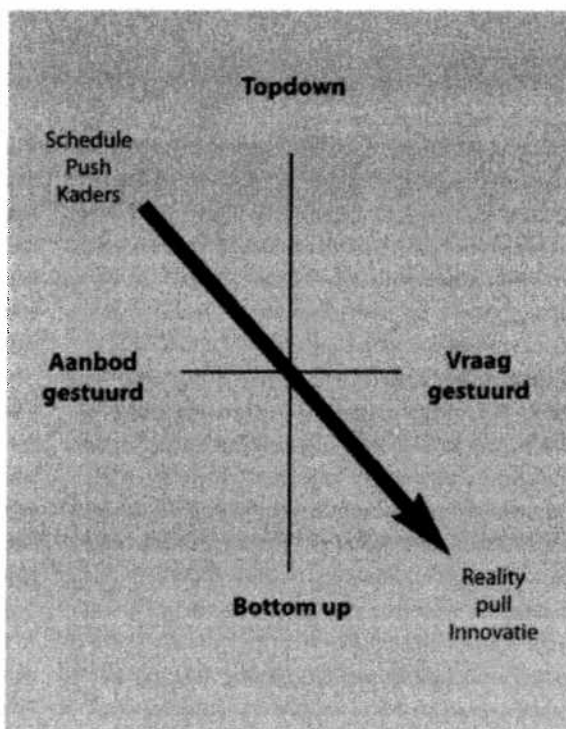 Topdown
Schedule
Push
Kaders
Aanbod
gestuurd
Vraag
gestuurd
Reality
pull
Innovatie
Bottom up